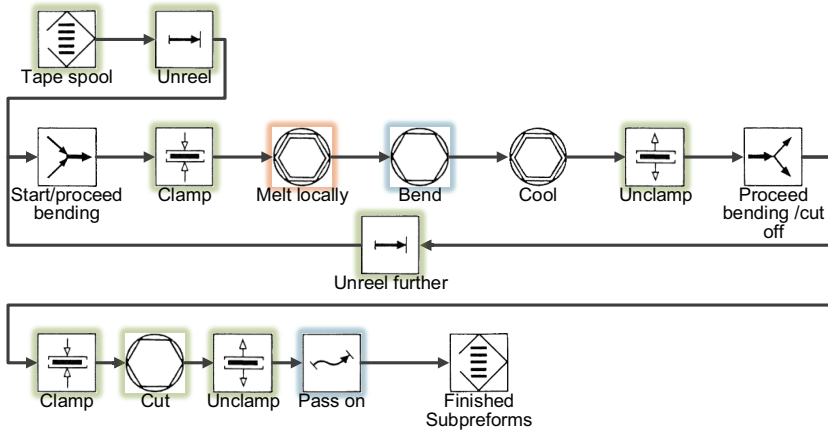 Tape spool
Unreel
Start/proceed
bending
Clamp
Melt locally
Bend
Cool
Unclamp
Proceed
bending /cut
off
Unreel further
Clamp
Cut
Unclamp
Pass on
Finished
Subpreforms